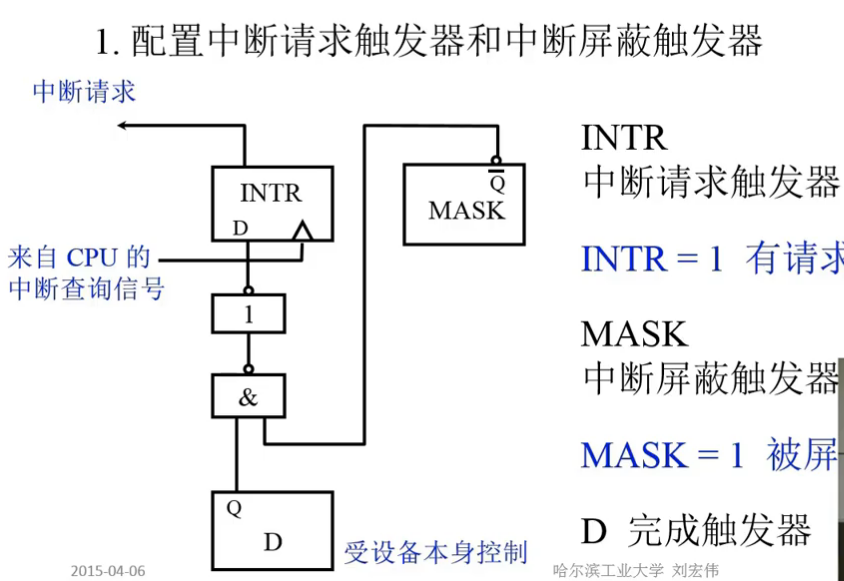 1. 配置中断请求触发器和中断屏蔽触发器
中断请求
INTR
D
来自 CPU 的
中断查询信号
1
&
Q
D
受设备本身控制
Q̅
MASK
INTR
中断请求触发器
INTR = 1 有请求
MASK
中断屏蔽触发器
MASK = 1 被屏
D 完成触发器
2015-04-06
哈尔滨工业大学 刘宏伟